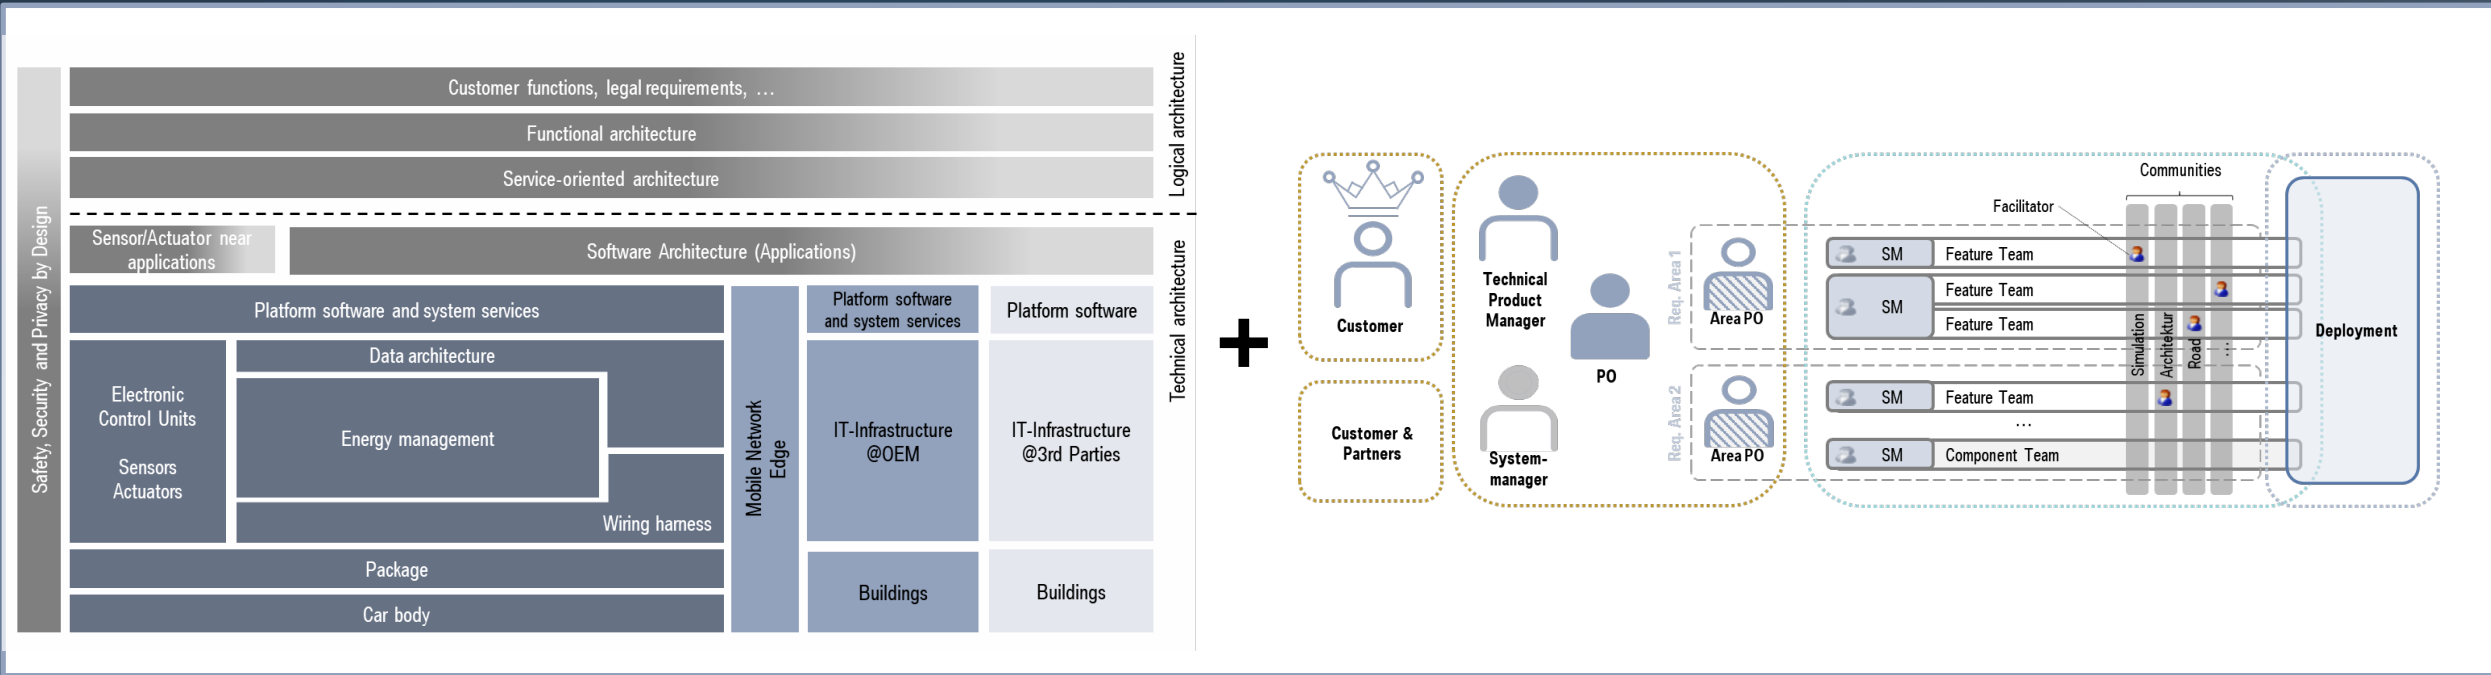 Safety, Security and Privacy by Design
Customer functions, legal requirements, ...
Functional architecture
Service-oriented architecture
Logical architecture
Sensor/Actuator near
applications
Software Architecture (Applications)
Technical architecture
Platform software and system services
Platform software
and system services
Platform software
Electronic
Control Units
Sensors
Actuators
Data architecture
Energy management
Wiring harness
Mobile Network
Edge
IT-Infrastructure
@OEM
IT-Infrastructure
@3rd Parties
Package
Car body
Buildings
Buildings
+
Customer
Customer &
Partners
Technical
Product
Manager
PO
System-
manager
Req. Area 1
Area PO
Req. Area 2
Area PO
Communities
Facilitator
SM
Feature Team
SM
Feature Team
Feature Team
SM
Feature Team
...
SM
Component Team
Simulation
Architektur
Road
...
Deployment